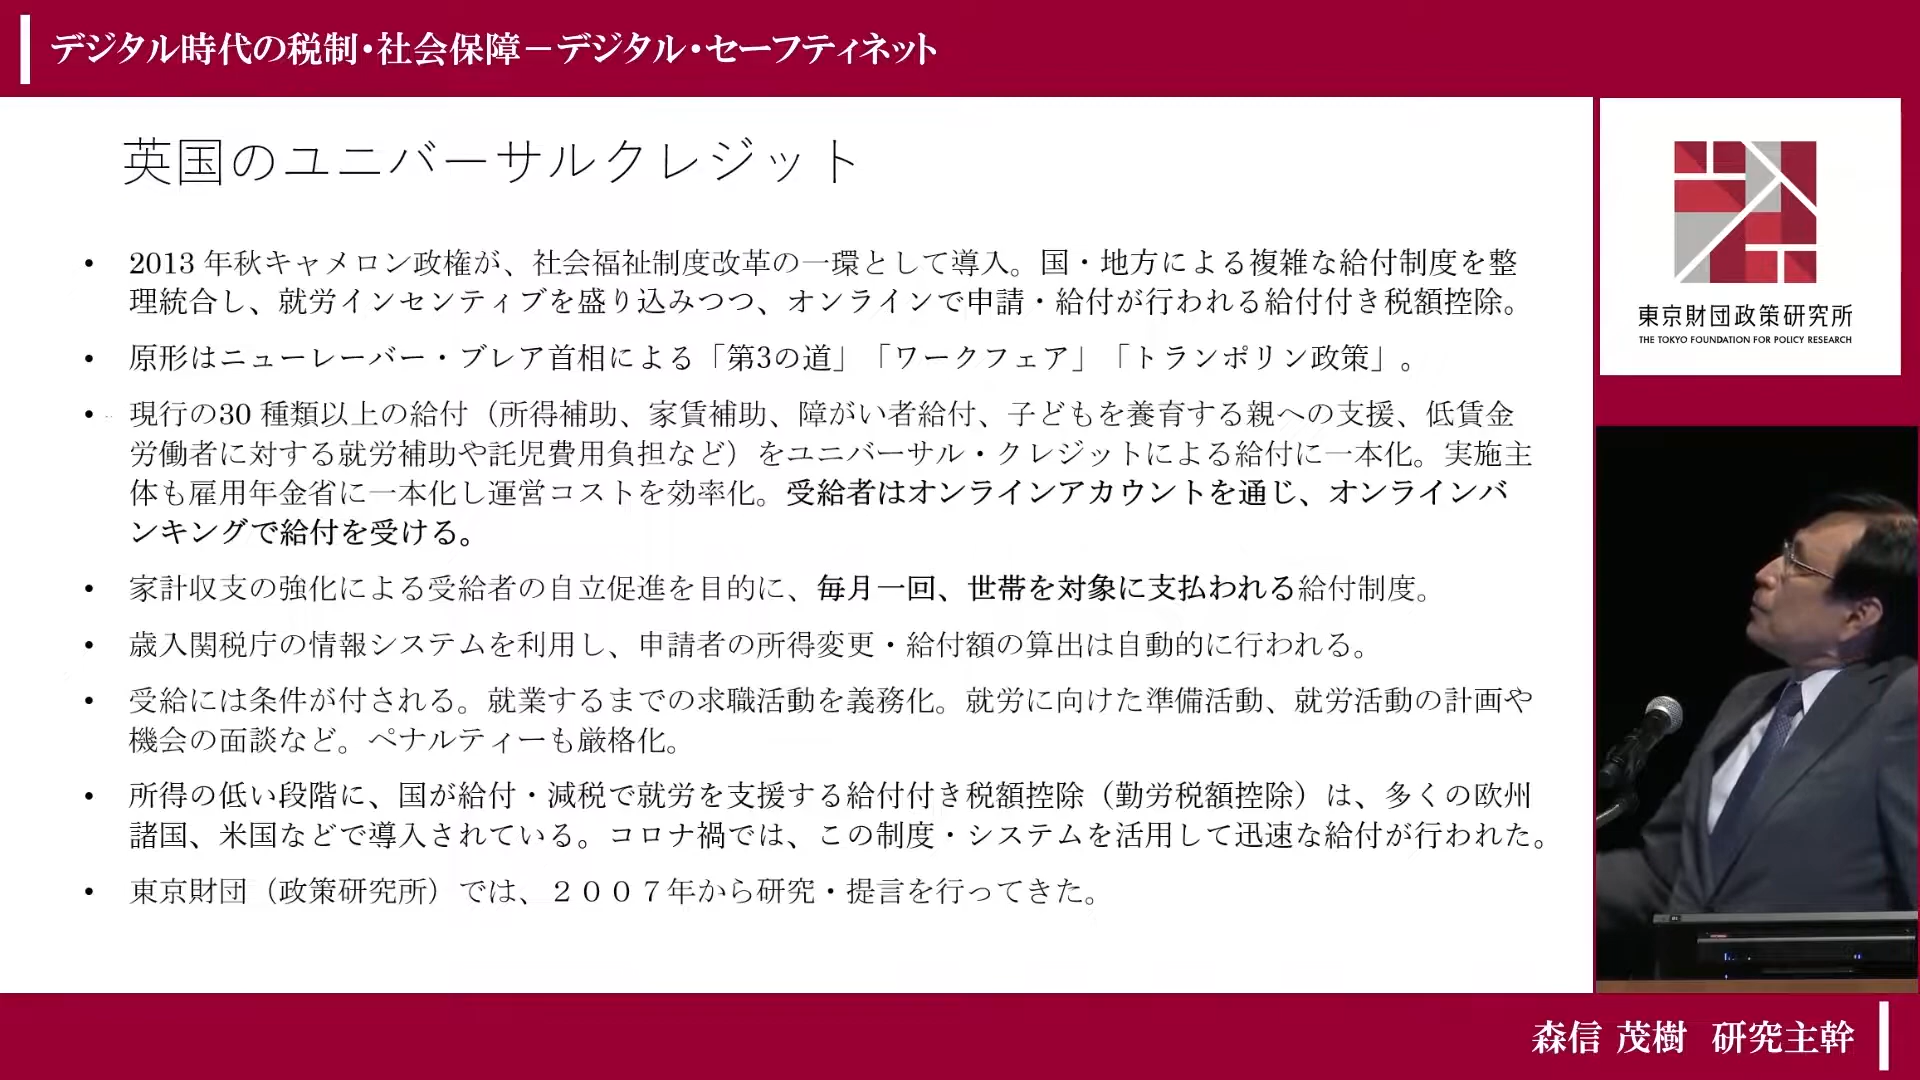 デジタル時代の税制・社会保障－デジタル・セーフティネット
英国のユニバーサルクレジット
• 2013 年秋キャメロン政権が、社会福祉制度改革の一環として導入。国・地方による複雑な給付制度を整
理統合し、就労インセンティブを盛り込みつつ、オンラインで申請・給付が行われる給付付き税額控除。
• 原形はニューレーバー・ブレア首相による「第3の道」「ワークフェア」「トランポリン政策」。
• 現行の30 種類以上の給付（所得補助、家賃補助、障がい者給付、子どもを養育する親への支援、低賃金
労働者に対する就労補助や託児費用負担など）をユニバーサル・クレジットによる給付に一本化。実施主
体も雇用年金省に一本化し運営コストを効率化。受給者はオンラインアカウントを通じ、オンラインバ
ンキングで給付を受ける。
• 家計収支の強化による受給者の自立促進を目的に、毎月一回、世帯を対象に支払われる給付制度。
• 歳入関税庁の情報システムを利用し、申請者の所得変更・給付額の算出は自動的に行われる。
• 受給には条件が付される。就業するまでの求職活動を義務化。就労に向けた準備活動、就労活動の計画や
機会の面談など。ペナルティーも厳格化。
• 所得の低い段階に、国が給付・減税で就労を支援する給付付き税額控除（勤労税額控除）は、多くの欧州
諸国、米国などで導入されている。コロナ禍では、この制度・システムを活用して迅速な給付が行われた。
• 東京財団（政策研究所）では、２００７年から研究・提言を行ってきた。
東京財団政策研究所
THE TOKYO FOUNDATION FOR POLICY RESEARCH
森信 茂樹 研究主幹